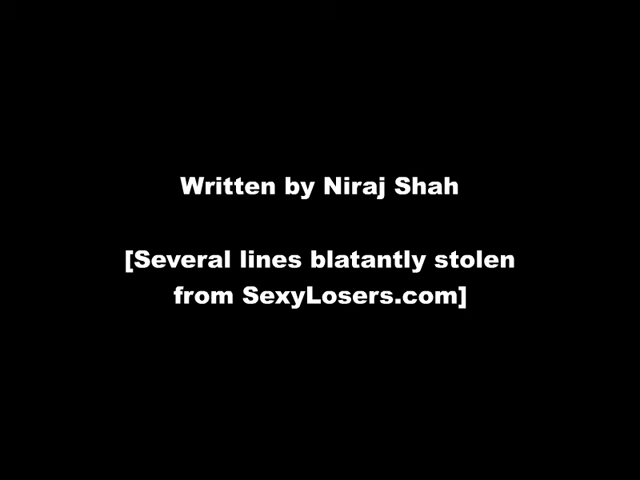 Written by Niraj Shah
[Several lines blatantly stolen
from SexyLosers.com]